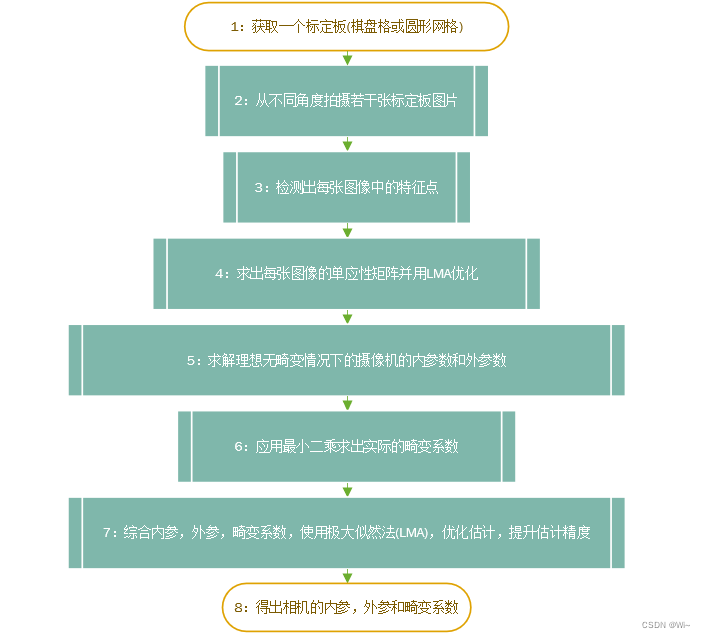 1: 获取一个标定板(棋盘格或圆形网格)
2: 从不同角度拍摄若干张标定板图片
3: 检测出每张图像中的特征点
4: 求出每张图像的单应性矩阵并用LMA优化
5: 求解理想无畸变情况下的摄像机的内参数和外参数
6: 应用最小二乘求出实际的畸变系数
7: 综合内参，外参，畸变系数，使用极大似然法(LMA)，优化估计，提升估计精度
8: 得出相机的内参，外参和畸变系数
CSDN @Wi~